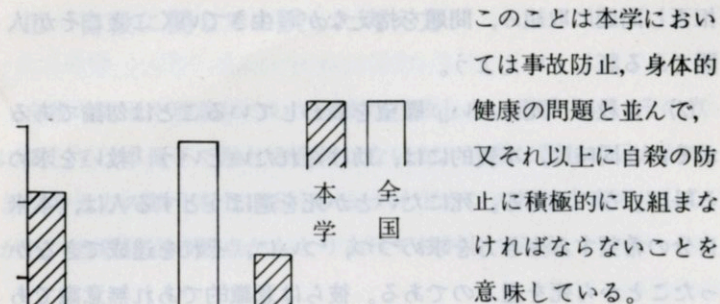 このことは本学におい
ては事故防止，身体的
健康の問題と並んで，
又それ以上に自殺の防
止に積極的に取組まな
ければならないことを
意味している。
本学
全国